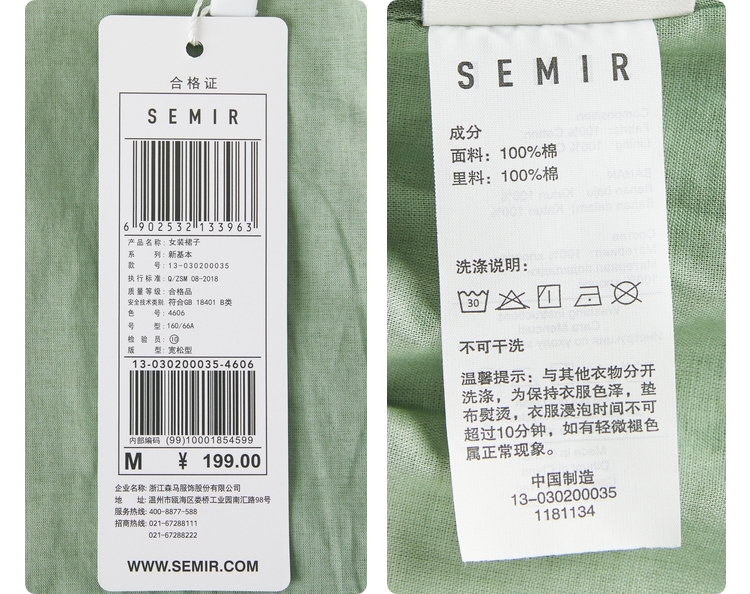 合格证
SEMIR
6 902532 133963
产品名称: 女装裙子
系 列: 新基本
款 号: 13-030200035
执行标准: Q/ZSM 08-2018
质量等级: 合格品
安全技术类别: 符合GB 18401 B类
色 号: 4606
号 型: 160/66A
检 验 员: ⑩
版 型: 宽松型
13-030200035-4606
内部编码 (99)10001854599
M ¥ 199.00
企业名称: 浙江森马服饰股份有限公司
地 址: 温州市瓯海区娄桥工业园南汇路98号
服务热线: 400-8877-588
招商热线: 021-67288111
021-67288222
WWW.SEMIR.COM
SEMIR
成分
面料: 100%棉
里料: 100%棉
洗涤说明:
30
不可干洗
温馨提示: 与其他衣物分开
洗涤, 为保持衣服色泽, 垫
布熨烫, 衣服浸泡时间不可
超过10分钟, 如有轻微褪色
属正常现象。
中国制造
13-030200035
1181134